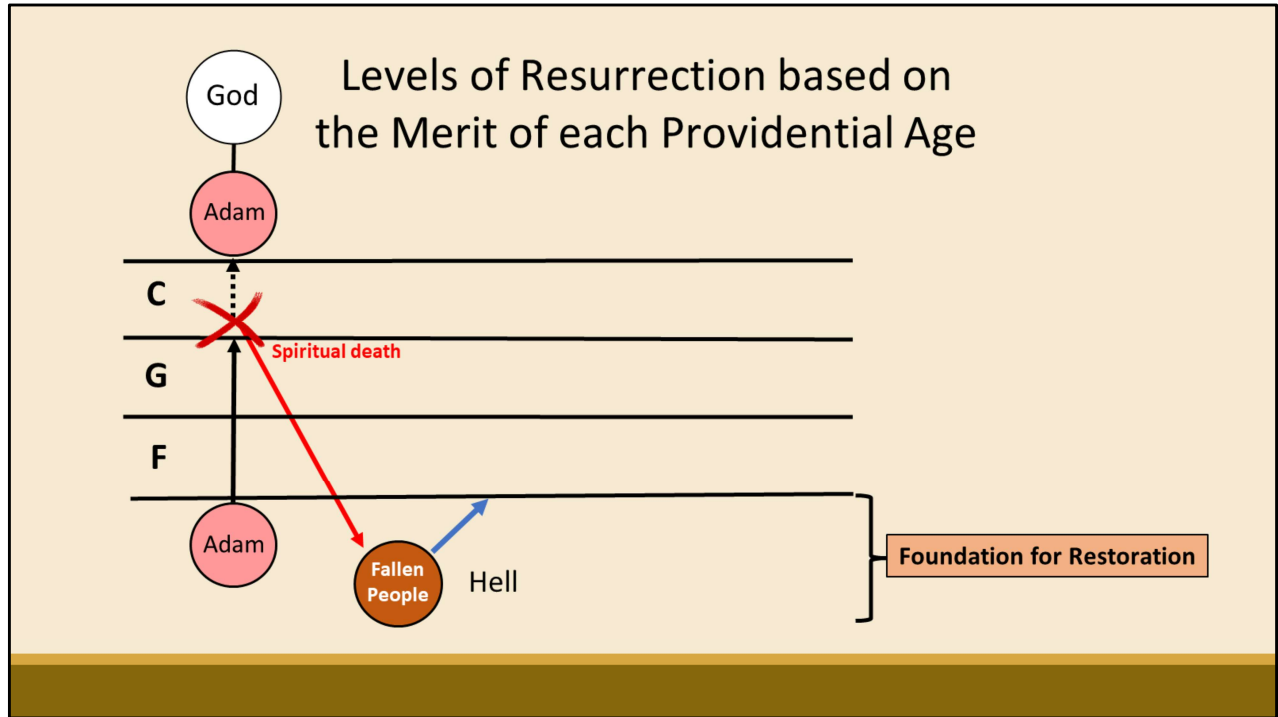 God
Levels of Resurrection based on
the Merit of each Providential Age
Adam
C
Spiritual death
G
F
Adam
Fallen
People
Hell
Foundation for Restoration